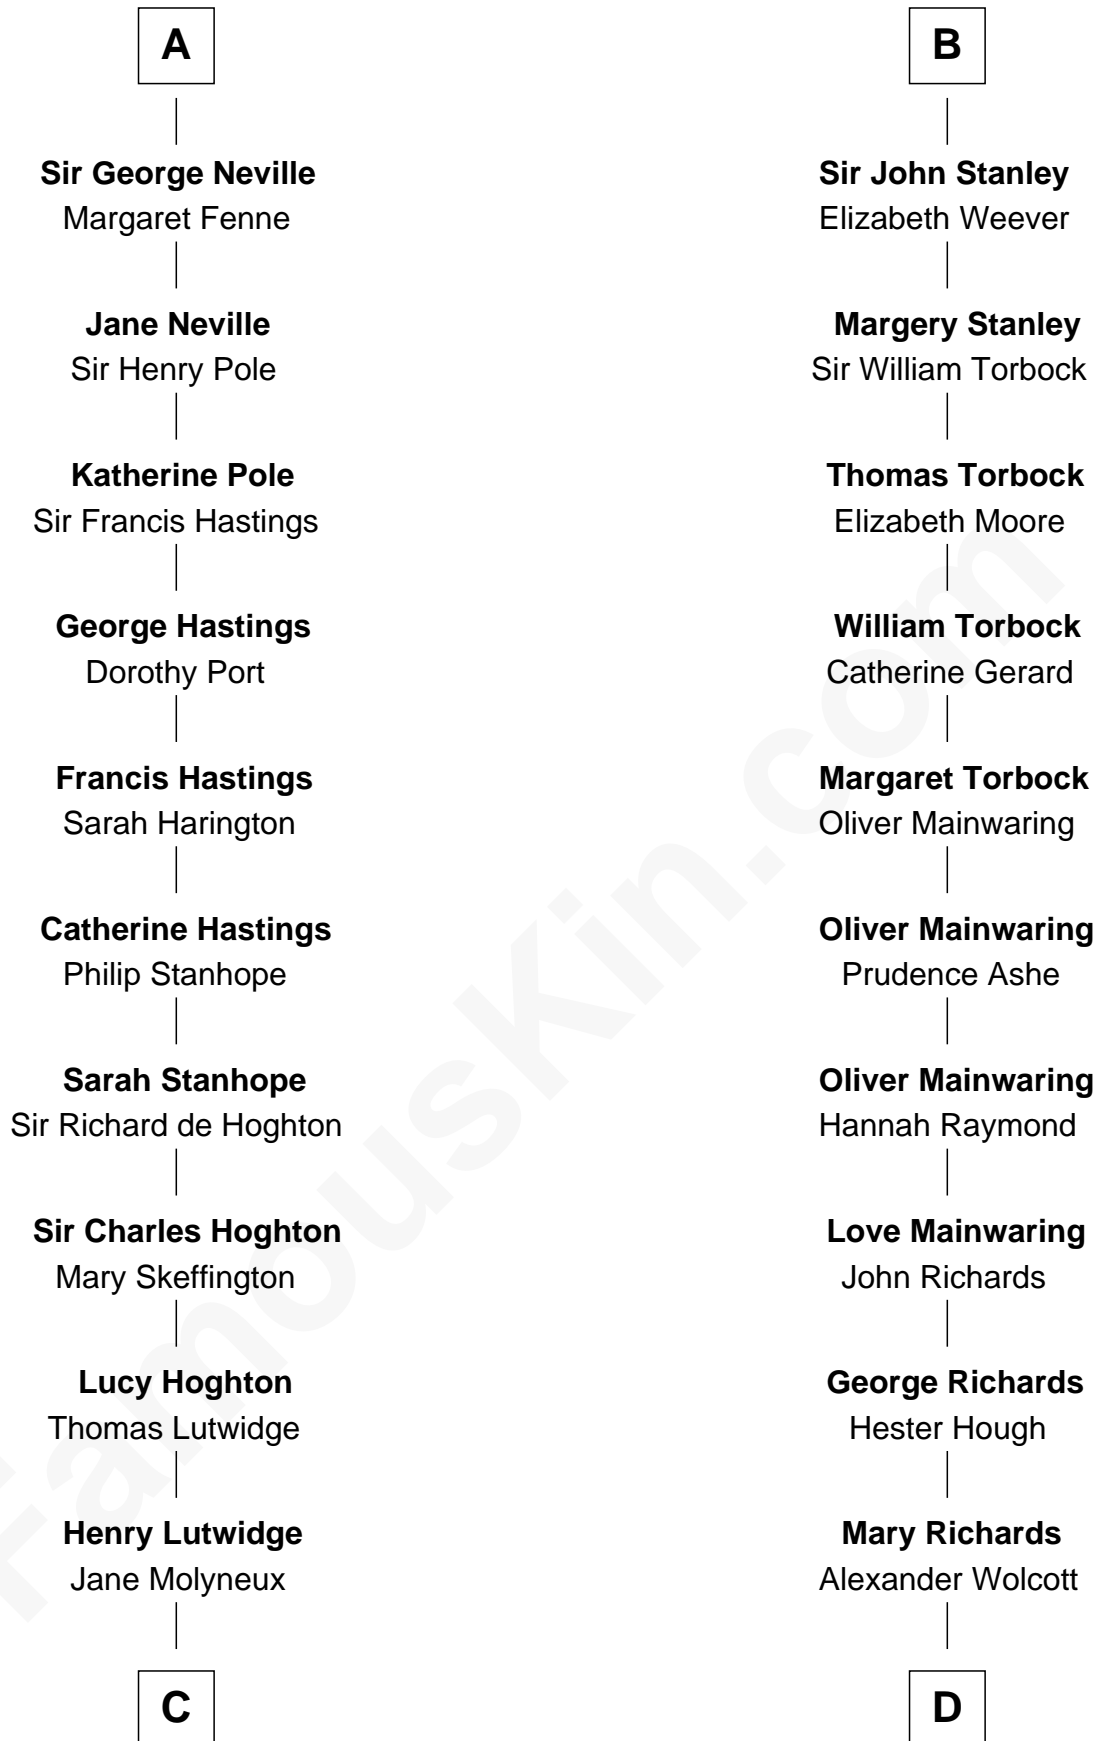 A
Sir George Neville
Margaret Fenne
Jane Neville
Sir Henry Pole
Katherine Pole
Sir Francis Hastings
George Hastings
Dorothy Port
Francis Hastings
Sarah Harington
Catherine Hastings
Philip Stanhope
Sarah Stanhope
Sir Richard de Hoghton
Sir Charles Hoghton
Mary Skeffington
Lucy Hoghton
Thomas Lutwidge
Henry Lutwidge
Jane Molyneux
C
B
Sir John Stanley
Elizabeth Weever
Margery Stanley
Sir William Torbock
Thomas Torbock
Elizabeth Moore
William Torbock
Catherine Gerard
Margaret Torbock
Oliver Mainwaring
Oliver Mainwaring
Prudence Ashe
Oliver Mainwaring
Hannah Raymond
Love Mainwaring
John Richards
George Richards
Hester Hough
Mary Richards
Alexander Wolcott
D
FamousKin.com